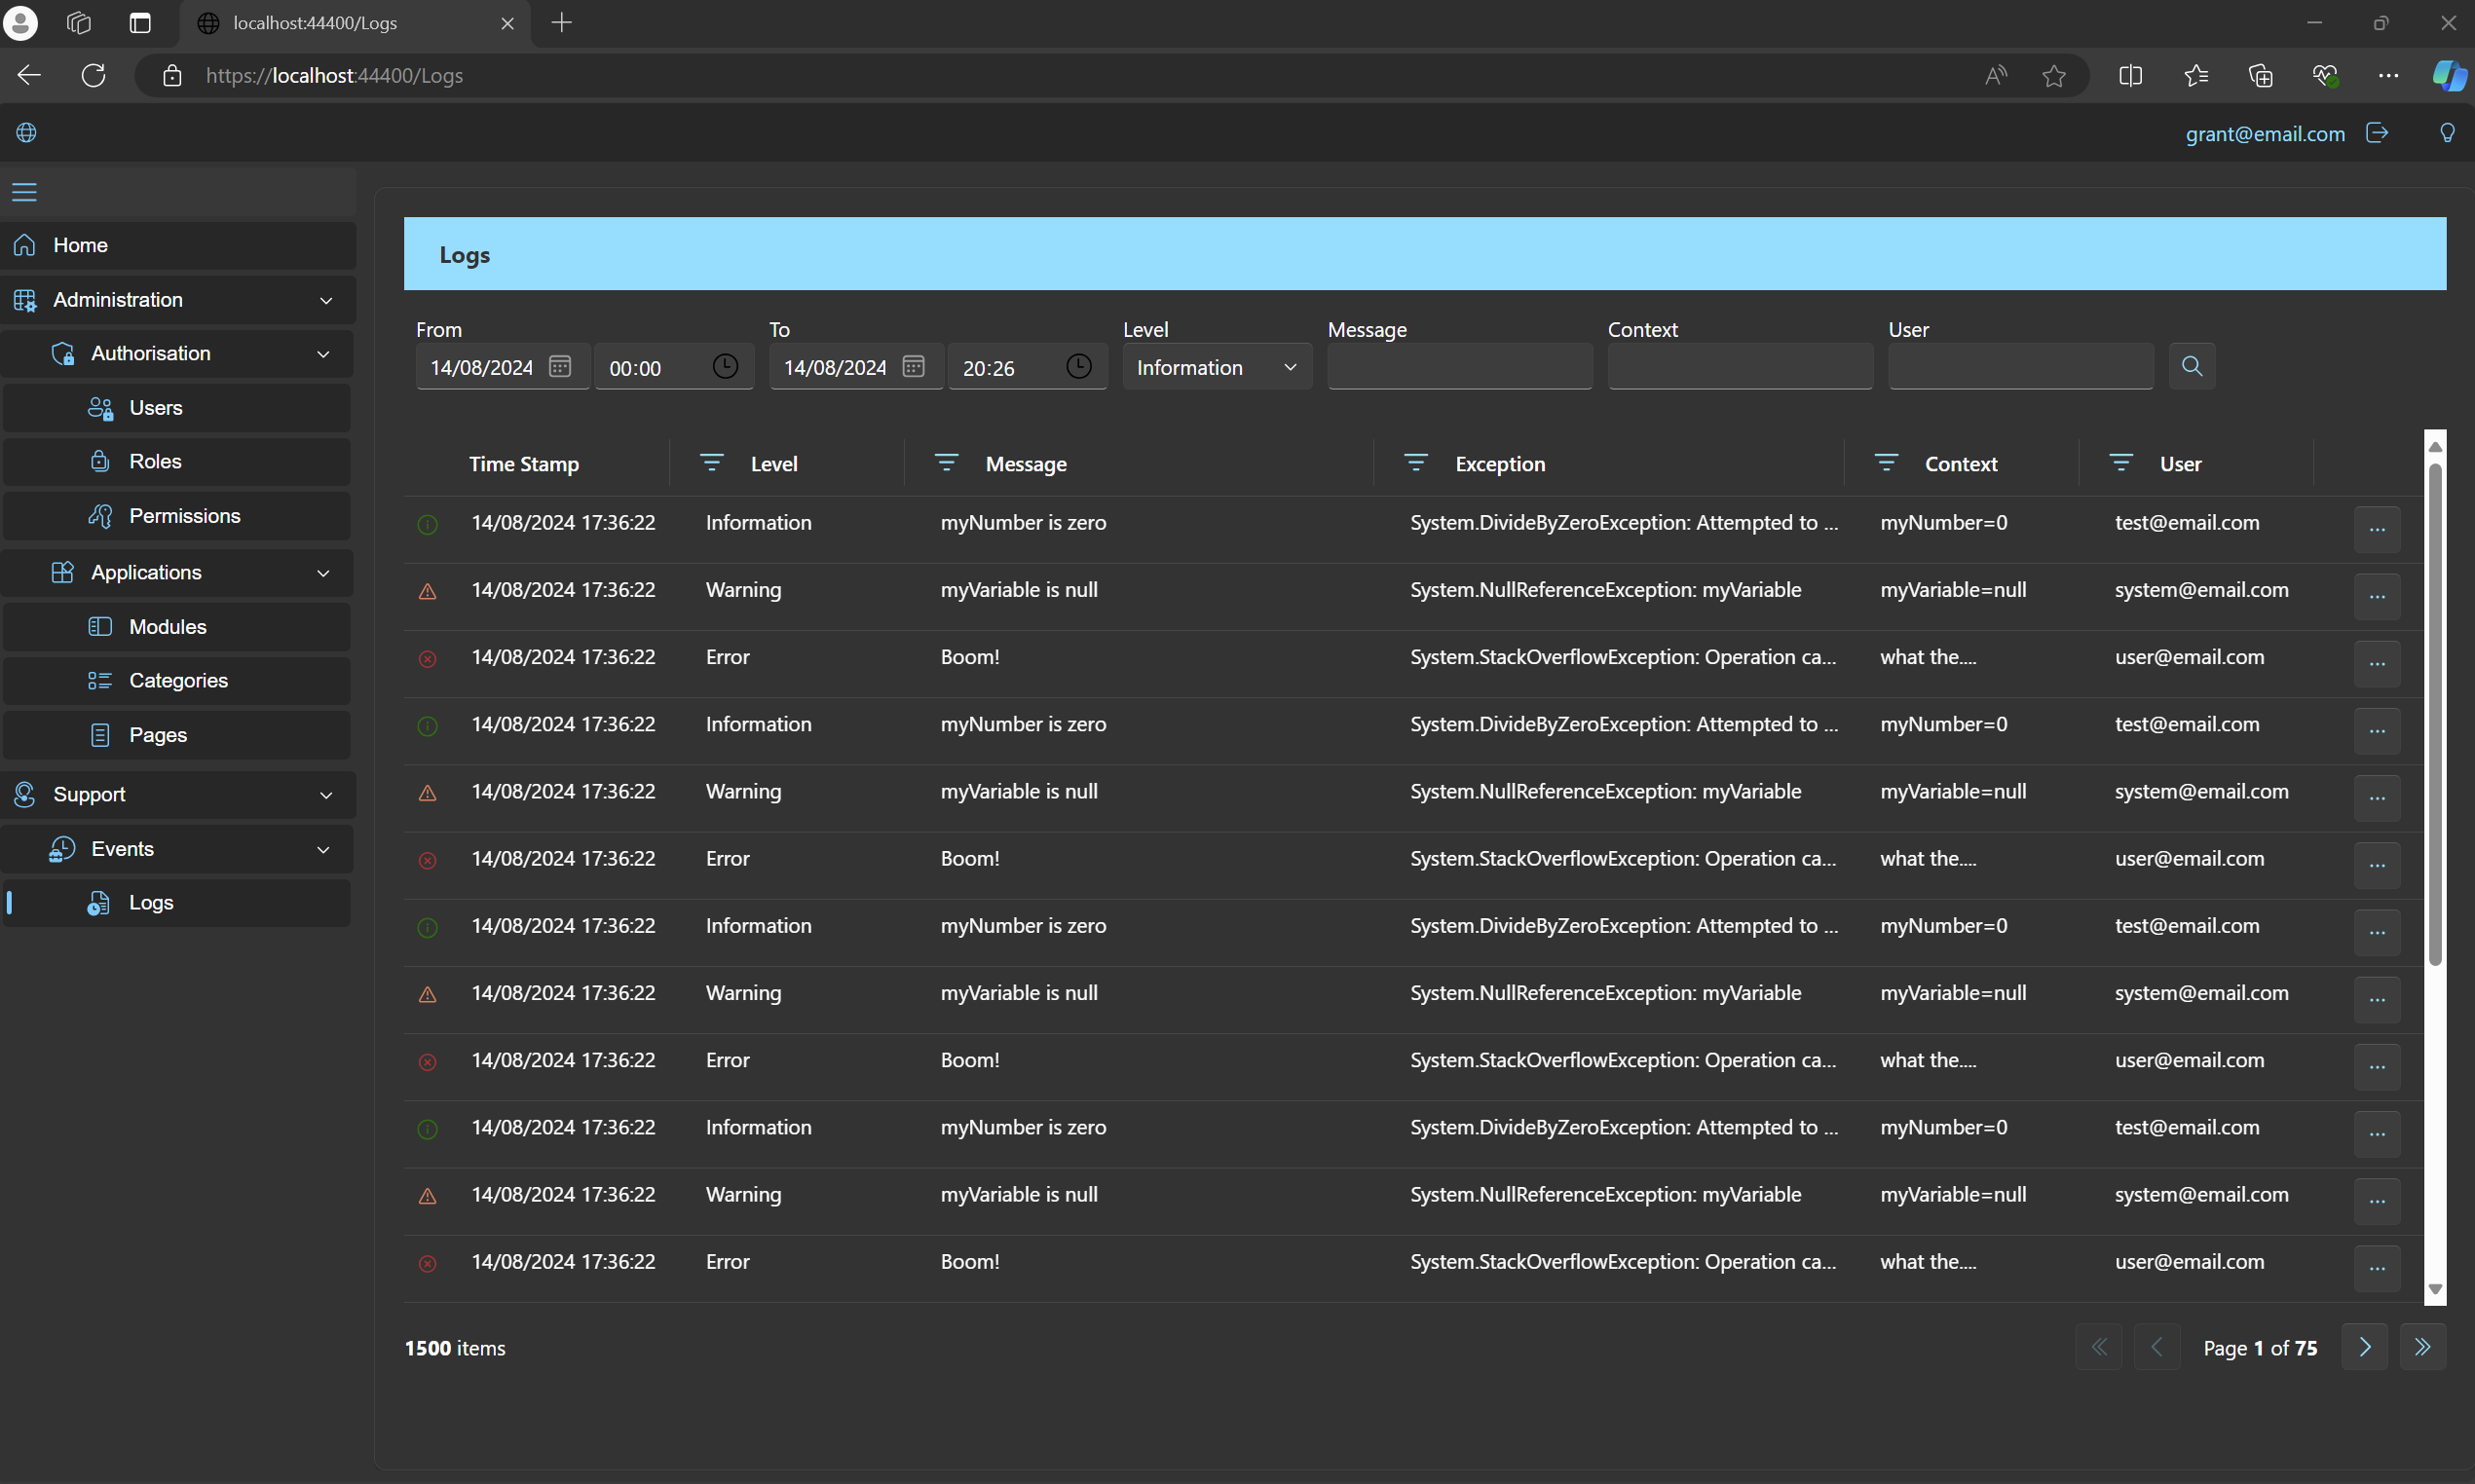 localhost:44400/Logs
https://localhost:44400/Logs
grant@email.com
Home
Administration
Authorisation
Users
Roles
Permissions
Applications
Modules
Categories
Pages
Support
Events
Logs
Logs
From To Level Message Context User
14/08/2024 00:00 14/08/2024 20:26 Information
Time Stamp Level Message Exception Context User
14/08/2024 17:36:22 Information myNumber is zero System.DivideByZeroException: Attempted to ... myNumber=0 test@email.com ...
14/08/2024 17:36:22 Warning myVariable is null System.NullReferenceException: myVariable myVariable=null system@email.com ...
14/08/2024 17:36:22 Error Boom! System.StackOverflowException: Operation ca... what the.... user@email.com ...
14/08/2024 17:36:22 Information myNumber is zero System.DivideByZeroException: Attempted to ... myNumber=0 test@email.com ...
14/08/2024 17:36:22 Warning myVariable is null System.NullReferenceException: myVariable myVariable=null system@email.com ...
14/08/2024 17:36:22 Error Boom! System.StackOverflowException: Operation ca... what the.... user@email.com ...
14/08/2024 17:36:22 Information myNumber is zero System.DivideByZeroException: Attempted to ... myNumber=0 test@email.com ...
14/08/2024 17:36:22 Warning myVariable is null System.NullReferenceException: myVariable myVariable=null system@email.com ...
14/08/2024 17:36:22 Error Boom! System.StackOverflowException: Operation ca... what the.... user@email.com ...
14/08/2024 17:36:22 Information myNumber is zero System.DivideByZeroException: Attempted to ... myNumber=0 test@email.com ...
14/08/2024 17:36:22 Warning myVariable is null System.NullReferenceException: myVariable myVariable=null system@email.com ...
14/08/2024 17:36:22 Error Boom! System.StackOverflowException: Operation ca... what the.... user@email.com ...
1500 items Page 1 of 75